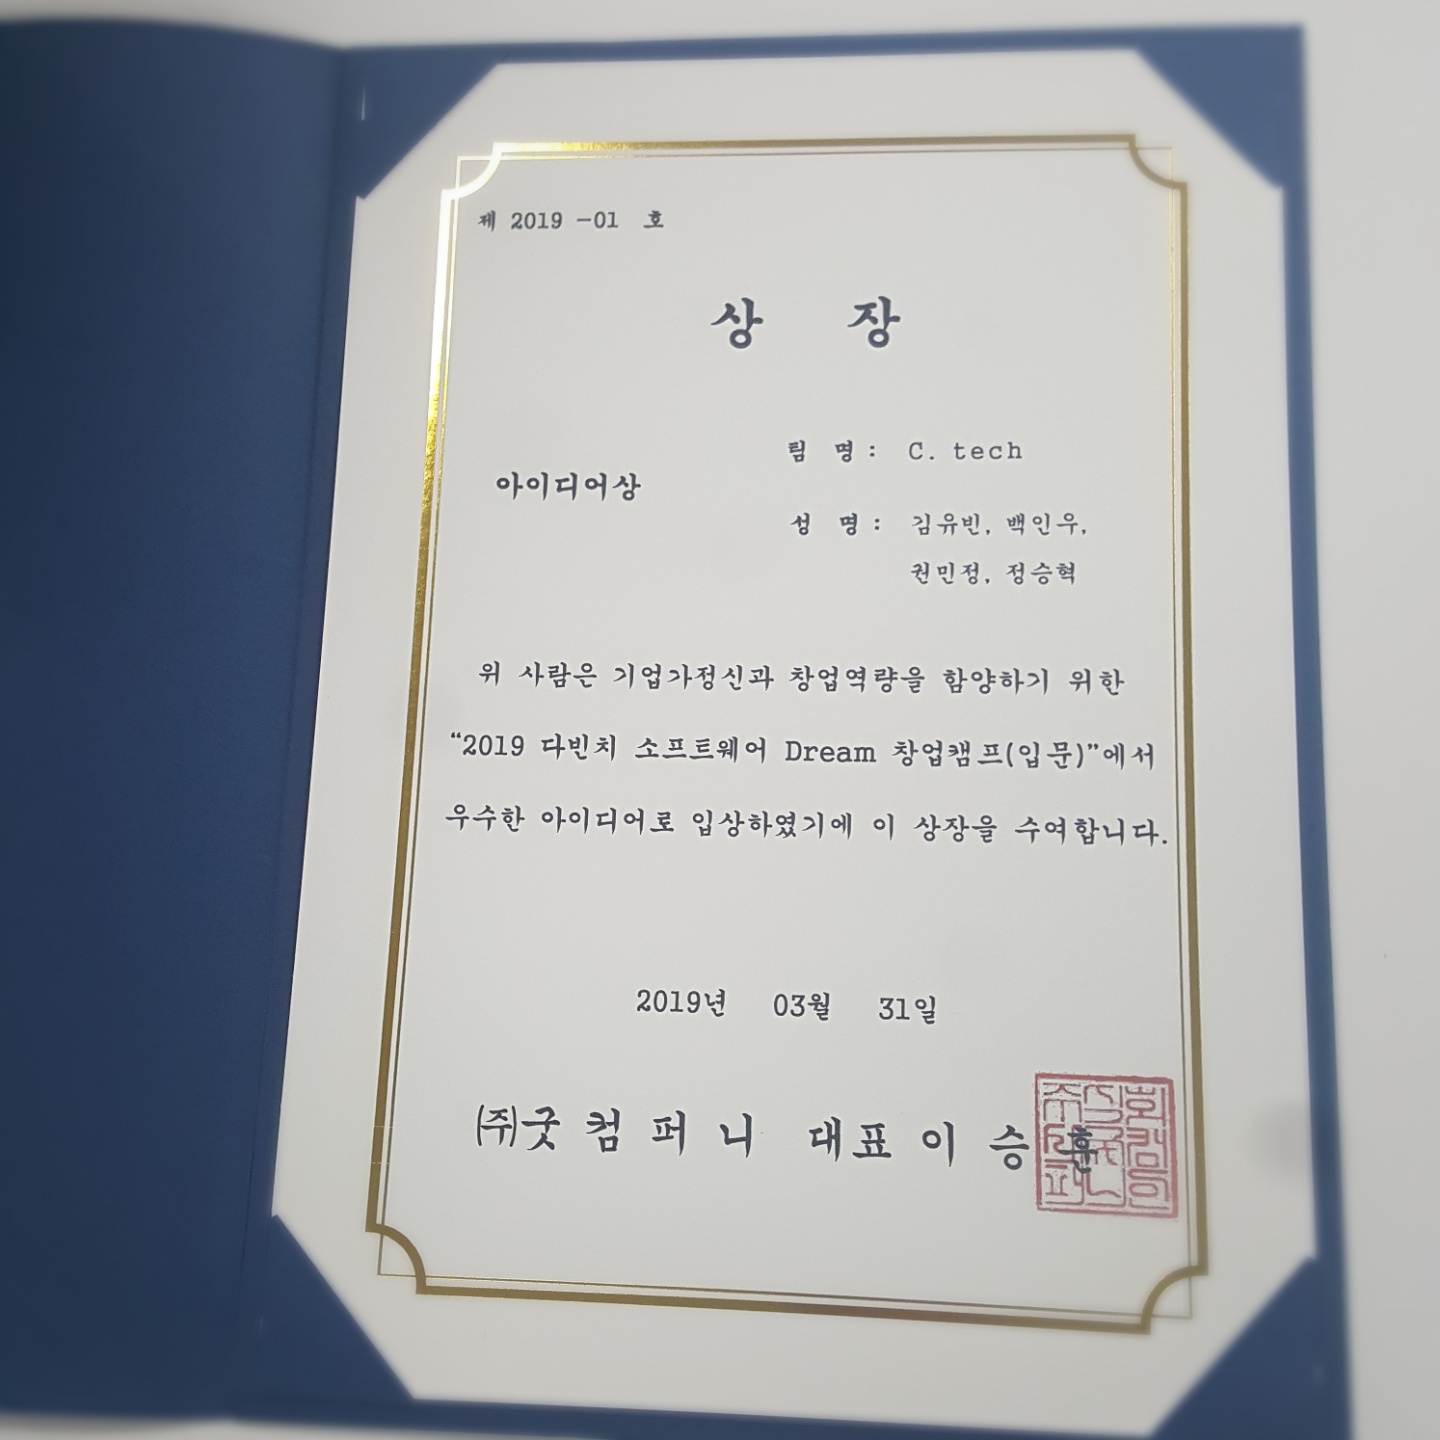 제 2019 -01 호
상 장
아이디어상
팀 명 : C. tech
성 명 : 김유빈, 백인우,
권민정, 정승혁
위 사람은 기업가정신과 창업역량을 함양하기 위한
“2019 다빈치 소프트웨어 Dream 창업캠프(입문)”에서
우수한 아이디어로 입상하였기에 이 상장을 수여합니다.
2019년 03월 31일
㈜굿 컴 퍼 니 대표 이 승 훈